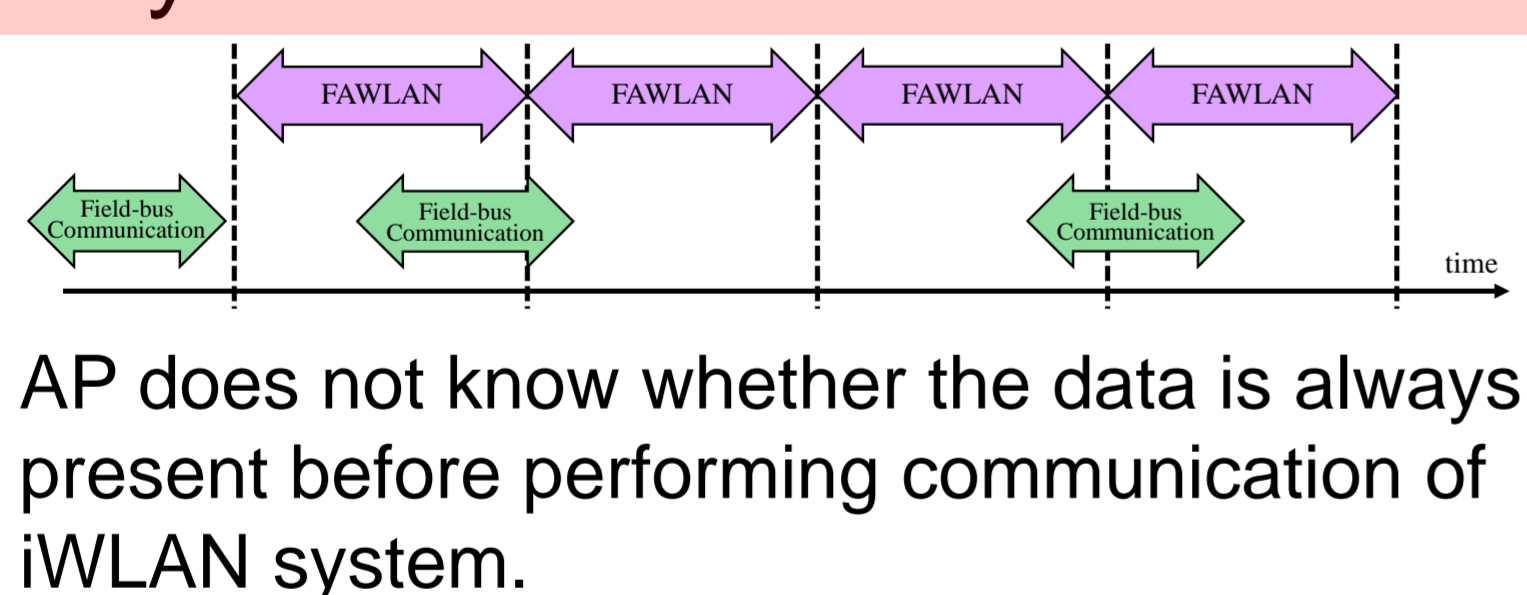 FAWLAN FAWLAN FAWLAN FAWLAN
Field-bus
Communication
Field-bus
Communication
Field-bus
Communication
time
AP does not know whether the data is always
present before performing communication of
iWLAN system.